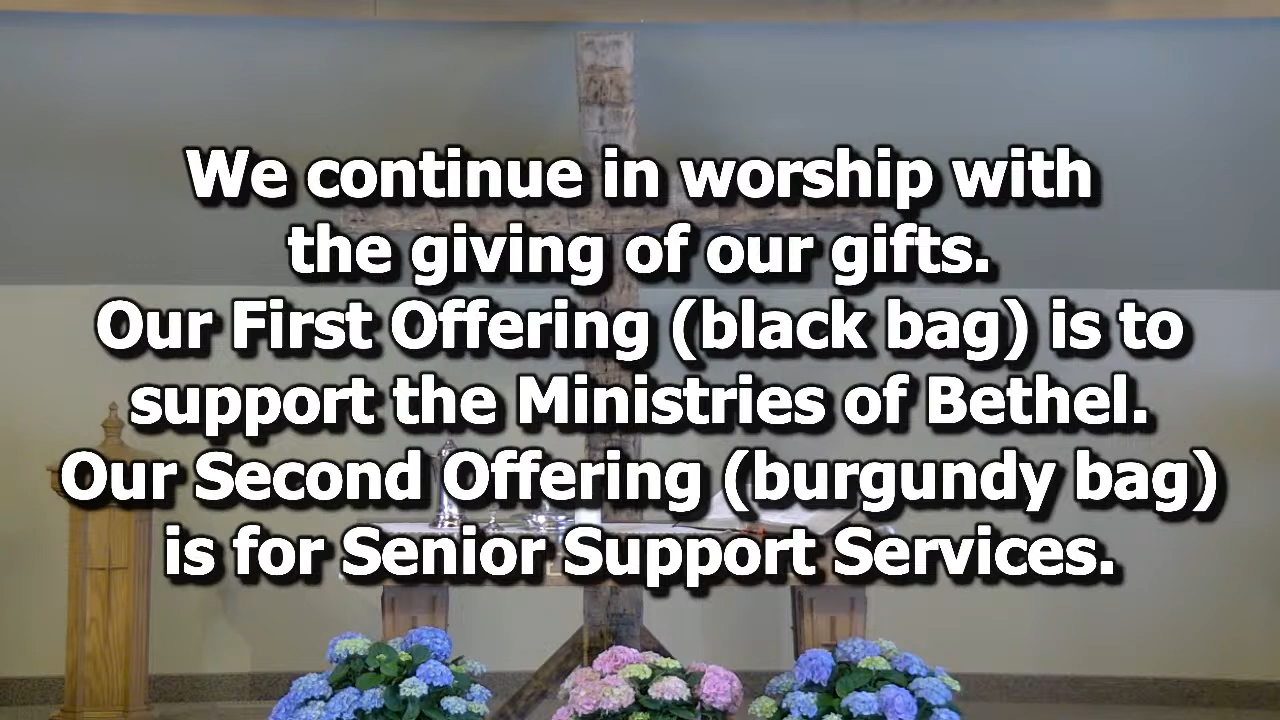 We continue in worship with
the giving of our gifts.
Our First Offering (black bag) is to
support the Ministries of Bethel.
Our Second Offering (burgundy bag)
is for Senior Support Services.